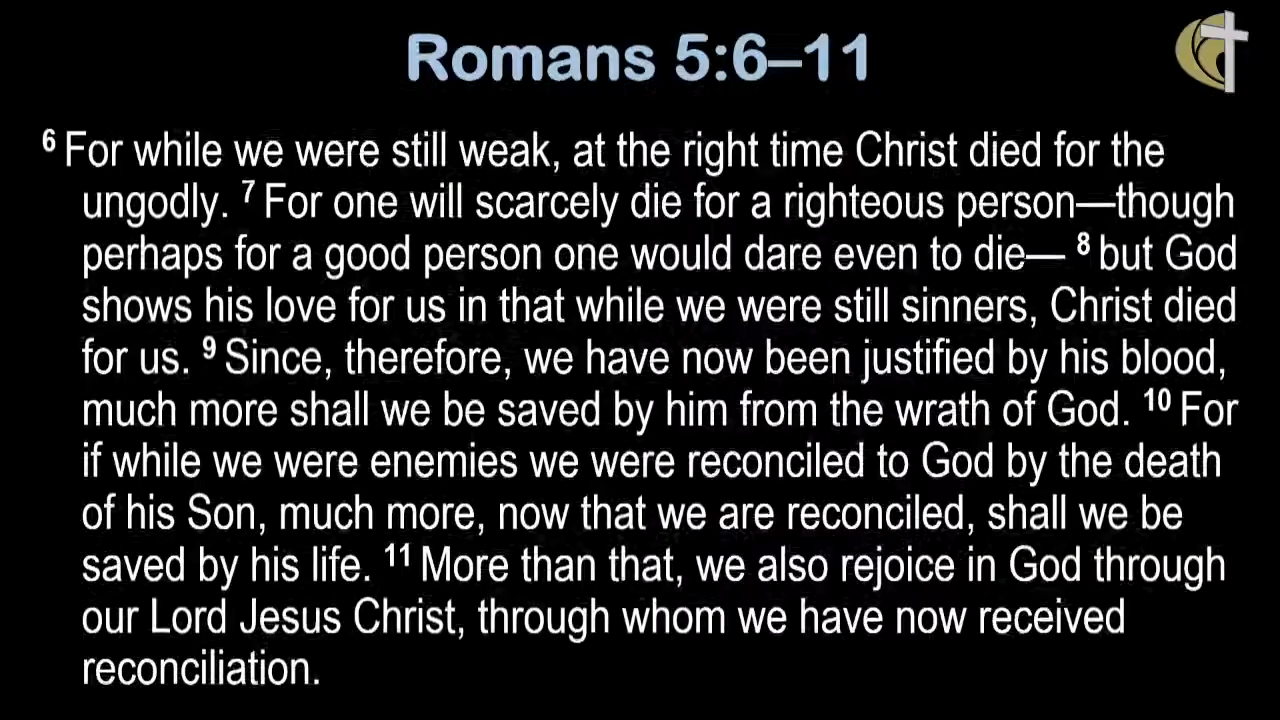 Romans 5:6–11
6 For while we were still weak, at the right time Christ died for the
ungodly. 7 For one will scarcely die for a righteous person—though
perhaps for a good person one would dare even to die— 8 but God
shows his love for us in that while we were still sinners, Christ died
for us. 9 Since, therefore, we have now been justified by his blood,
much more shall we be saved by him from the wrath of God. 10 For
if while we were enemies we were reconciled to God by the death
of his Son, much more, now that we are reconciled, shall we be
saved by his life. 11 More than that, we also rejoice in God through
our Lord Jesus Christ, through whom we have now received
reconciliation.